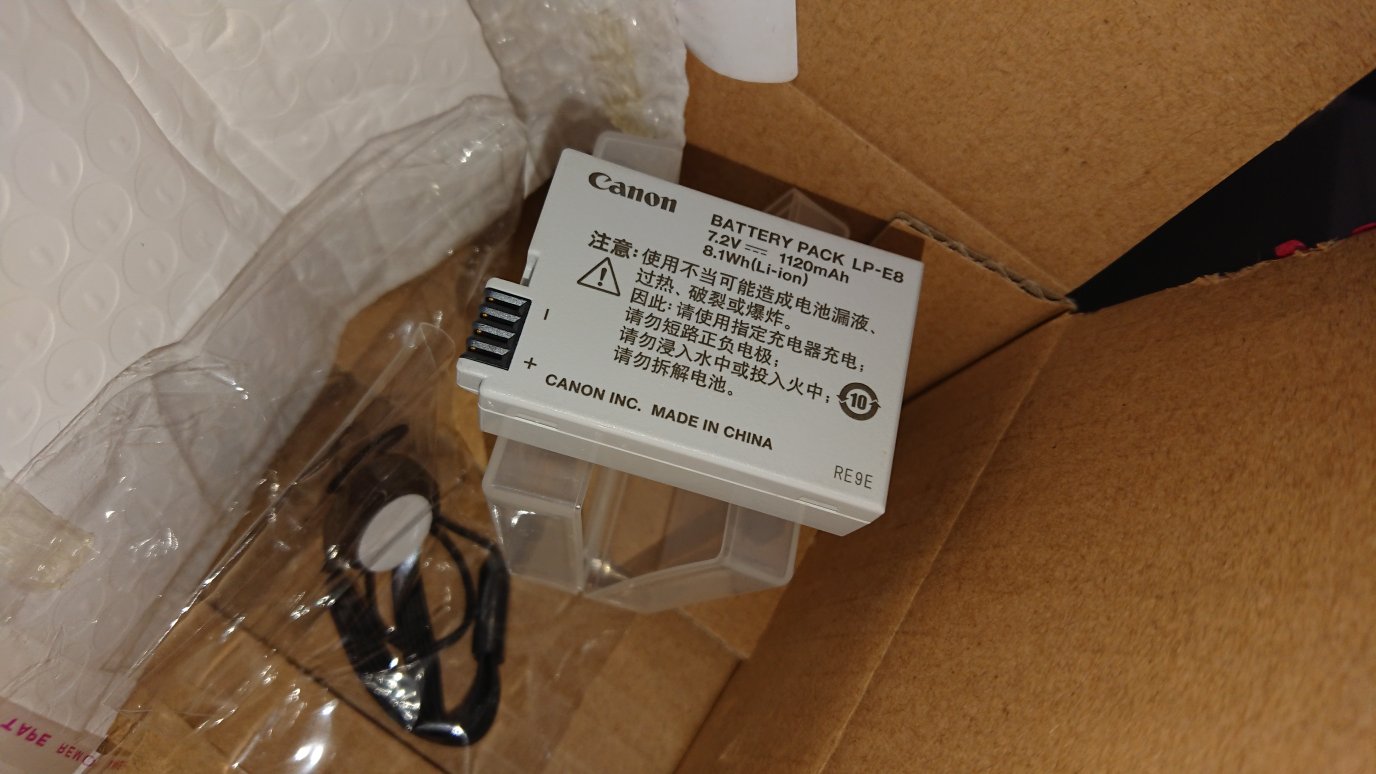 Canon
BATTERY PACK LP-E8
7.2V⎓ 1120mAh
8.1Wh(Li-ion)
注意:使用不当可能造成电池漏液、
过热、破裂或爆炸。
因此:请使用指定充电器充电;
请勿短路正负电极;
请勿浸入水中或投入火中;
请勿拆解电池。
10
−
+
CANON INC. MADE IN CHINA
RE9E
TAPE